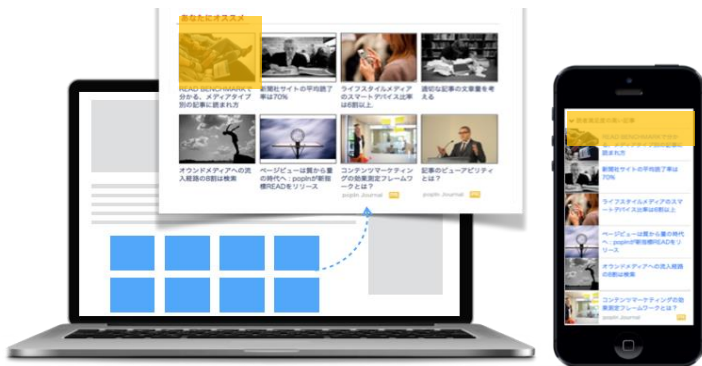 あなたにオススメ
READ BENCHMARKで
分かる、メディアタイプ
別の記事に読まれ方
新聞社サイトの平均読了
率は70%
ライフスタイルメディア
のスマートデバイス比率
は6割以上
適切な記事の文章量を考
える
オウンドメディアへの流
入経路の8割は検索
ページビューは質から量
の時代へ：popInが新指
標READをリリース
コンテンツマーケティン
グの効果測定フレームワ
ークとは？
popIn Journal
記事のビューアビリティ
とは？
popIn Journal
READ BENCHMARKで分か
る、メディアタイプ別の記事に
読まれ方
新聞社サイトの平均読了率は
70%
ライフスタイルメディアのスマ
ートデバイス比率は6割以上
ページビューは質から量の時代
へ：popInが新指標READをリ
リース
オウンドメディアへの流入経路
の8割は検索
コンテンツマーケティングの効
果測定フレームワークとは？
popIn Journal